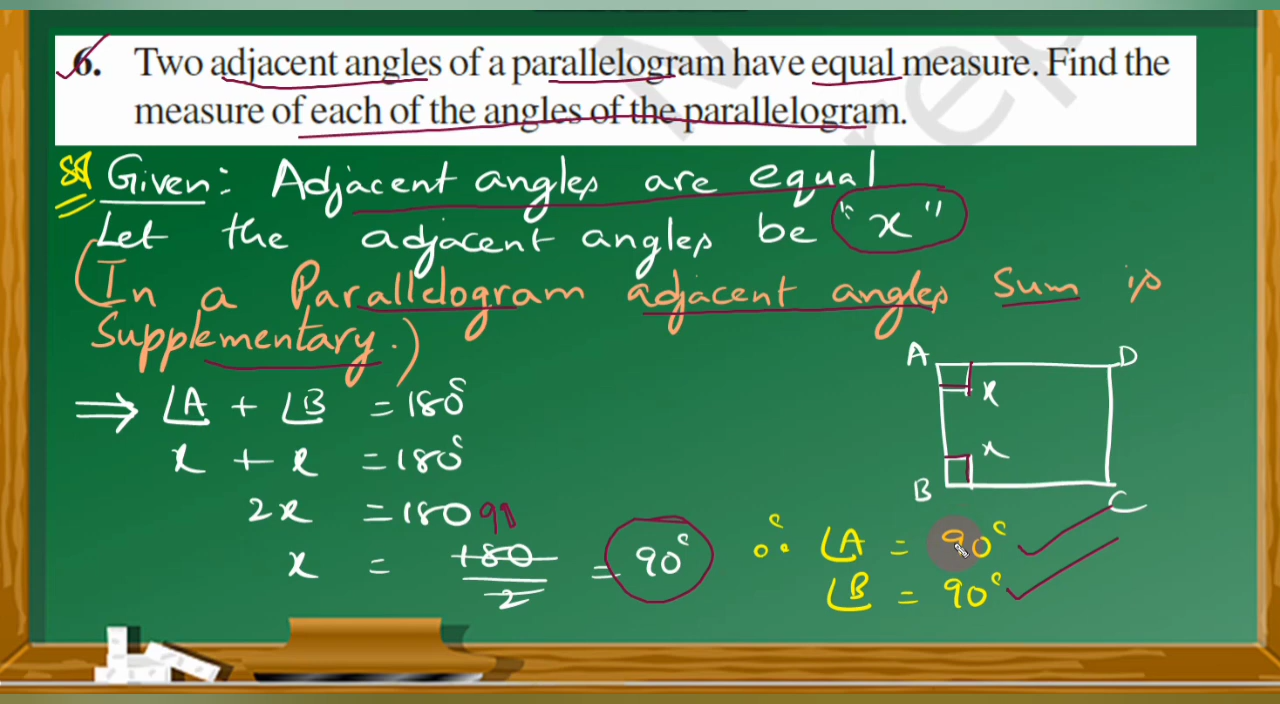 6. Two adjacent angles of a parallelogram have equal measure. Find the
measure of each of the angles of the parallelogram.
Given: Adjacent angles are equal
Let the adjacent angles be "x"
(In a Parallelogram adjacent angles Sum is
Supplementary.)
A D
⇒ ∠A + ∠B = 180°
x
x + x = 180°
x
B C
2x = 180
90
x = 180/2 = 90°
∴ ∠A = 90°
∠B = 90°